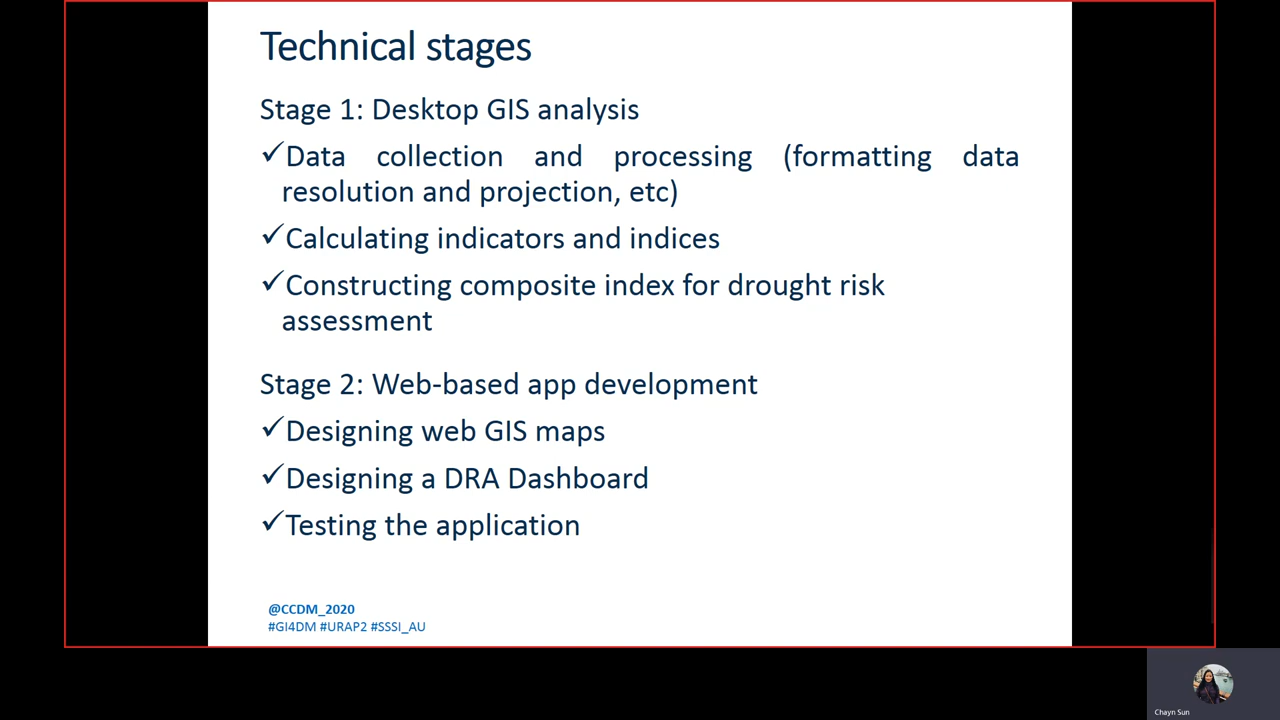 Technical stages
Stage 1: Desktop GIS analysis
✓Data collection and processing (formatting data
resolution and projection, etc)
✓Calculating indicators and indices
✓Constructing composite index for drought risk
assessment
Stage 2: Web-based app development
✓Designing web GIS maps
✓Designing a DRA Dashboard
✓Testing the application
@CCDM_2020
#GI4DM #URAP2 #SSSI_AU
Chayn Sun